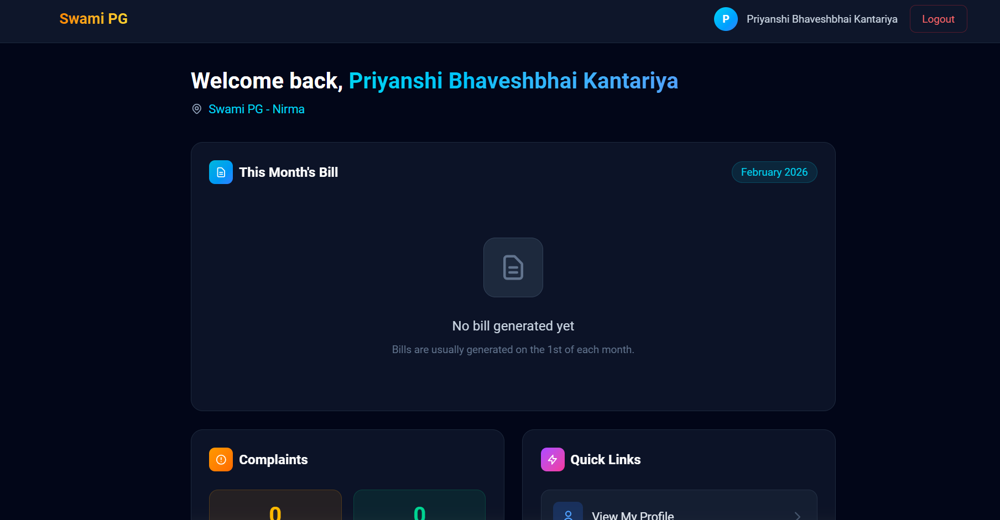 Swami PG
P
Priyanshi Bhaveshbhai Kantariya
Logout
Welcome back, Priyanshi Bhaveshbhai Kantariya
Swami PG - Nirma
This Month's Bill
February 2026
No bill generated yet
Bills are usually generated on the 1st of each month.
Complaints
0
0
Quick Links
View My Profile